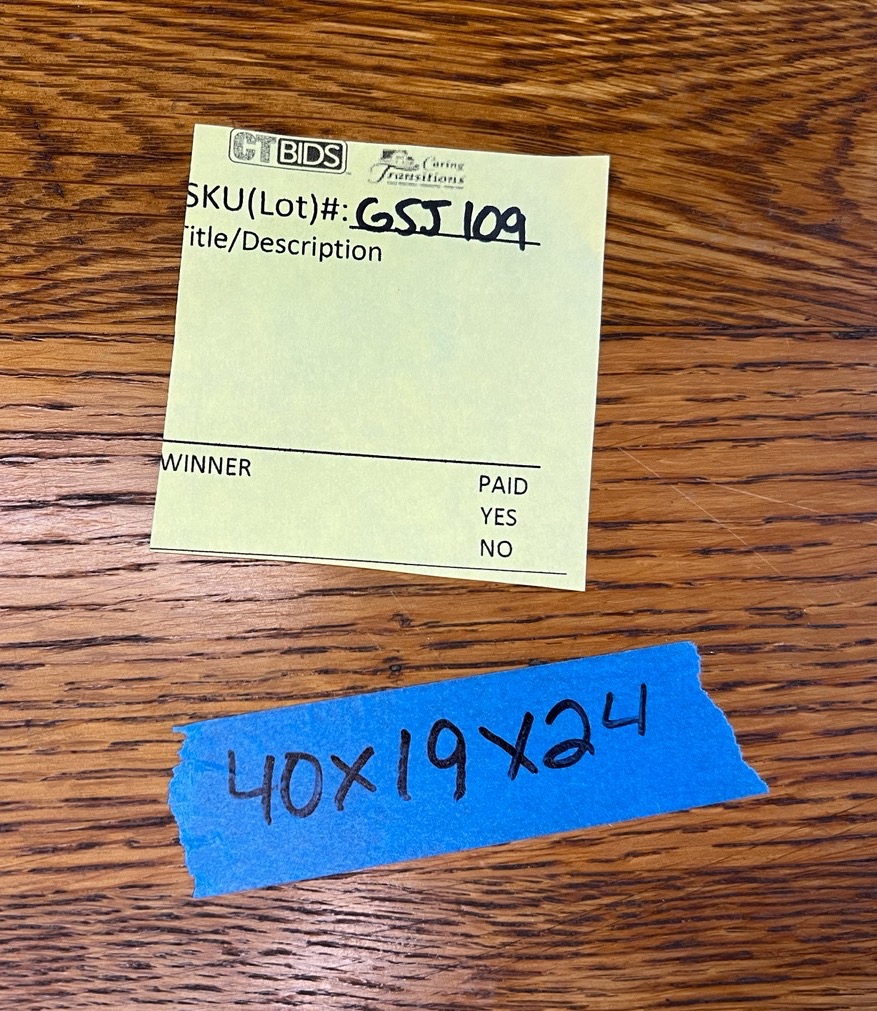 CT BIDS Caring Transitions
SKU(Lot)#: GSJ 109
Title/Description
WINNER PAID
YES
NO
40X19X24